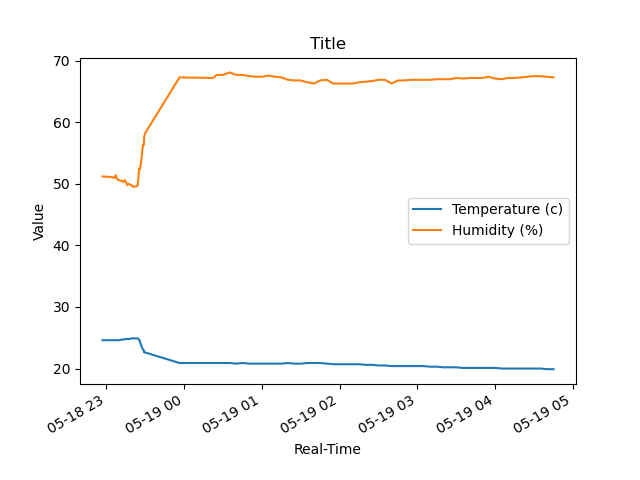 Title
70
60
50
40
30
20
Value
Temperature (c)
Humidity (%)
05-18 23
05-19 00
05-19 01
05-19 02
05-19 03
05-19 04
05-19 05
Real-Time